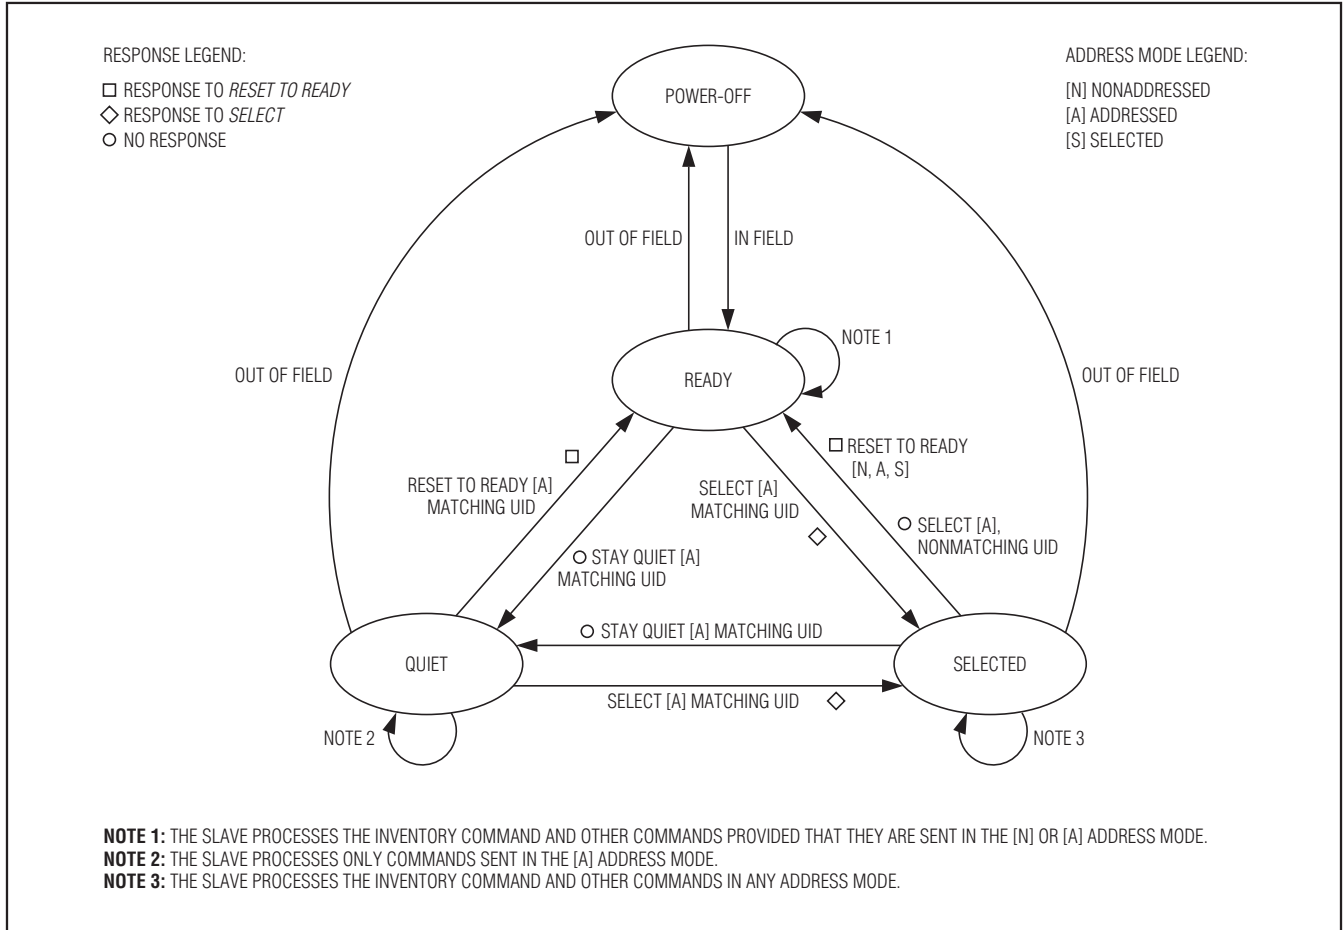 RESPONSE LEGEND:
RESPONSE TO RESET TO READY
RESPONSE TO SELECT
NO RESPONSE
ADDRESS MODE LEGEND:
[N] NONADDRESSED
[A] ADDRESSED
[S] SELECTED
POWER-OFF
OUT OF FIELD
IN FIELD
NOTE 1
OUT OF FIELD
READY
OUT OF FIELD
RESET TO READY [A]
MATCHING UID
SELECT [A]
MATCHING UID
RESET TO READY
[N, A, S]
SELECT [A],
NONMATCHING UID
STAY QUIET [A]
MATCHING UID
STAY QUIET [A] MATCHING UID
QUIET
SELECTED
SELECT [A] MATCHING UID
NOTE 2
NOTE 3
NOTE 1: THE SLAVE PROCESSES THE INVENTORY COMMAND AND OTHER COMMANDS PROVIDED THAT THEY ARE SENT IN THE [N] OR [A] ADDRESS MODE.
NOTE 2: THE SLAVE PROCESSES ONLY COMMANDS SENT IN THE [A] ADDRESS MODE.
NOTE 3: THE SLAVE PROCESSES THE INVENTORY COMMAND AND OTHER COMMANDS IN ANY ADDRESS MODE.